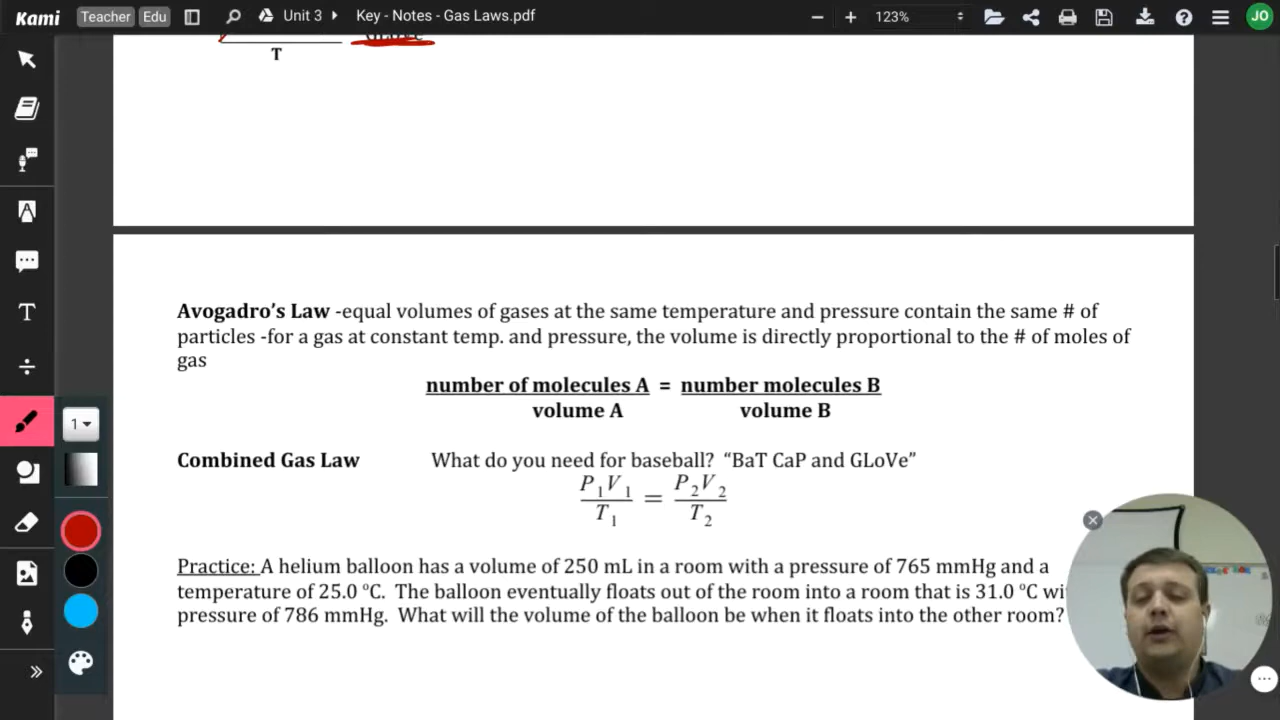 Kami Teacher Edu Unit 3 Key - Notes - Gas Laws.pdf 123% JO
T
Avogadro's Law -equal volumes of gases at the same temperature and pressure contain the same # of
particles -for a gas at constant temp. and pressure, the volume is directly proportional to the # of moles of
gas
number of molecules A = number molecules B
volume A volume B
Combined Gas Law What do you need for baseball? "BaT CaP and GLoVe"
P₁V₁ = P₂V₂
T₁ T₂
Practice: A helium balloon has a volume of 250 mL in a room with a pressure of 765 mmHg and a
temperature of 25.0 °C. The balloon eventually floats out of the room into a room that is 31.0 °C
pressure of 786 mmHg. What will the volume of the balloon be when it floats into the other room?
1